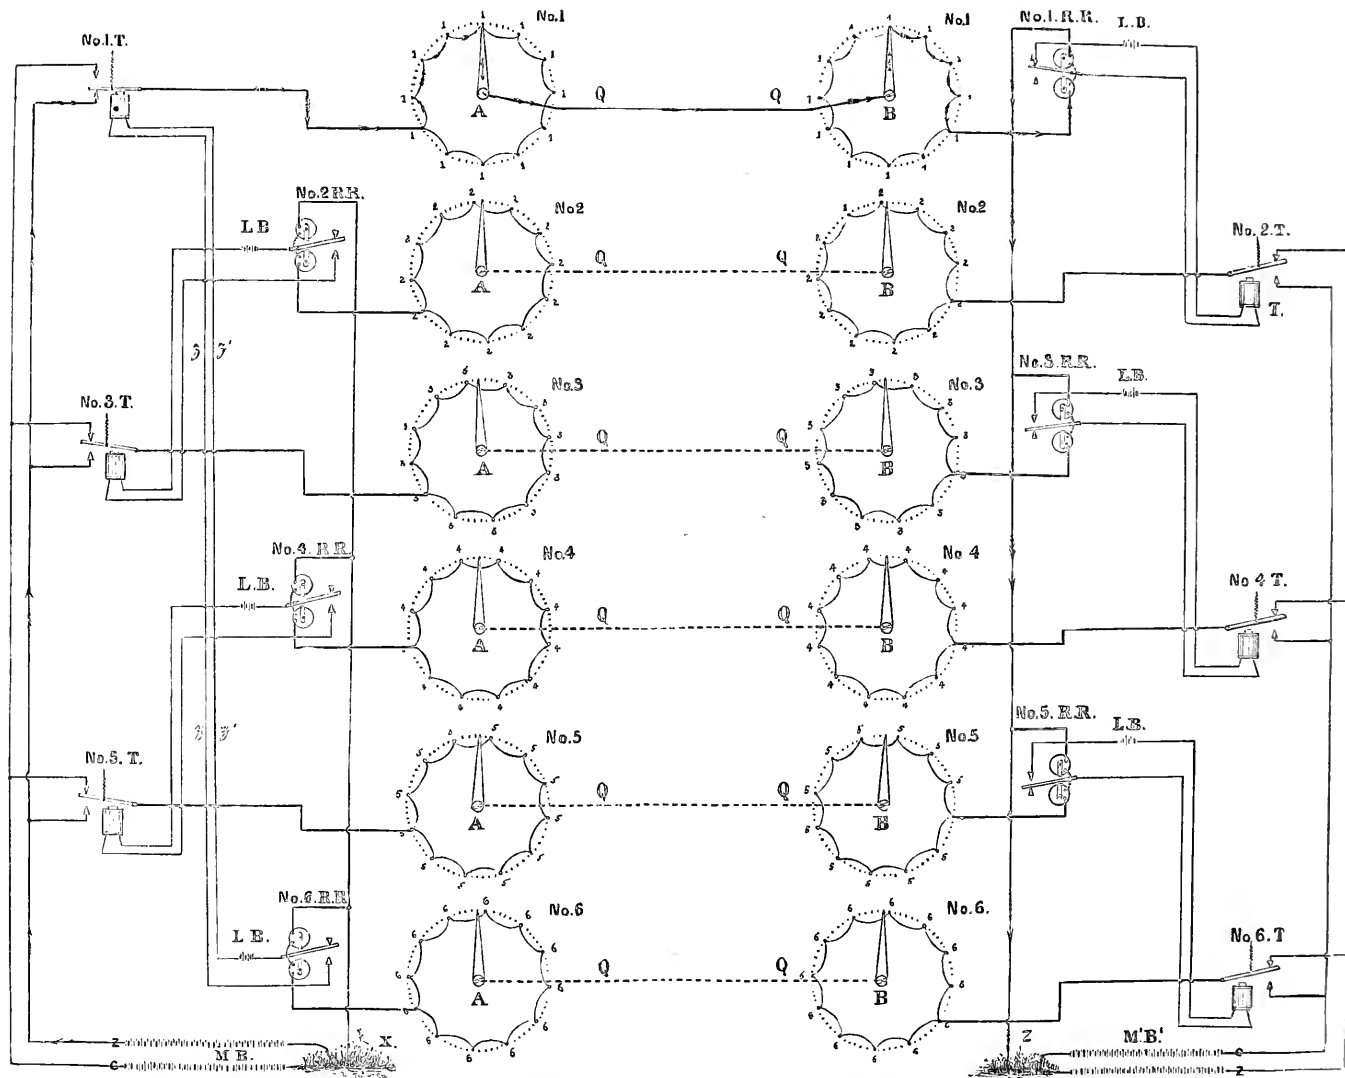 No.1.T.
No.1
No.1
No.1.R.R.
L.B.
A
Q
Q
B
No.2 R.R.
L B
No2
A
Q
Q
B
No.2
No.2.T.
T.
z z'
No.3.T.
No.3
A
Q
Q
B
No.3
No.3.R.R.
L.B.
No.4.R R.
L.B.
No.4
A
Q
Q
B
No 4
No 4 T.
z z'
No.5.T.
No.5
A
Q
Q
B
No.5
No.5.R.R.
L.B.
No.6.R.R
L B.
No.6
A
Q
Q
B
No.6.
No.6.T
Z
M B.
C
X.
Z
M'B'
C
Z